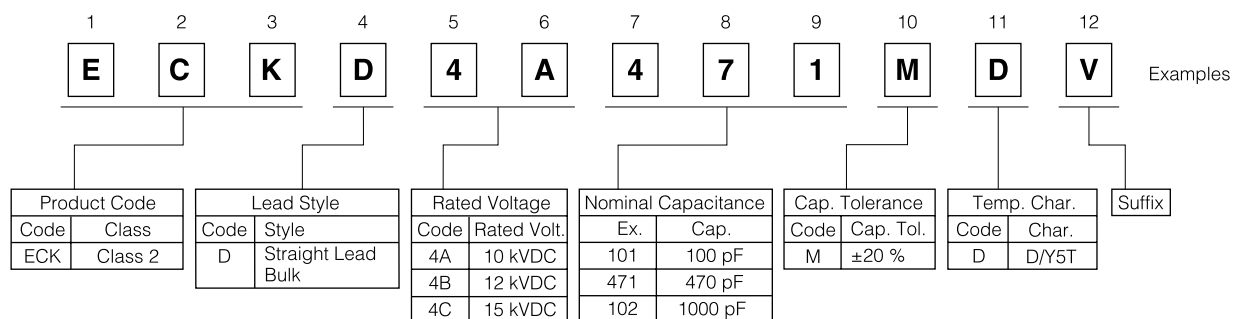 1 2 3 4 5 6 7 8 9 10 11 12
E C K D 4 A 4 7 1 M D V Examples
Product Code
Code Class
ECK Class 2
Lead Style
Code Style
D Straight Lead
Bulk
Rated Voltage
Code Rated Volt.
4A 10 kVDC
4B 12 kVDC
4C 15 kVDC
Nominal Capacitance
Ex. Cap.
101 100 pF
471 470 pF
102 1000 pF
Cap. Tolerance
Code Cap. Tol.
M ±20 %
Temp. Char.
Code Char.
D D/Y5T
Suffix